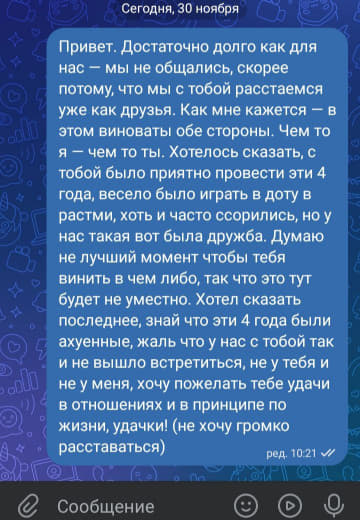 Сегодня, 30 ноября
Привет. Достаточно долго как для
нас — мы не общались, скорее
потому, что мы с тобой расстаемся
уже как друзья. Как мне кажется — в
этом виноваты обе стороны. Чем то
я — чем то ты. Хотелось сказать, с
тобой было приятно провести эти 4
года, весело было играть в доту в
растми, хоть и часто ссорились, но у
нас такая вот была дружба. Думаю
не лучший момент чтобы тебя
винить в чем либо, так что это тут
будет не уместно. Хотел сказать
последнее, знай что эти 4 года были
ахуенные, жаль что у нас с тобой так
и не вышло встретиться, не у тебя и
не у меня, хочу пожелать тебе удачи
в отношениях и в принципе по
жизни, удачки! (не хочу громко
расставаться)
ред. 10:21
Сообщение